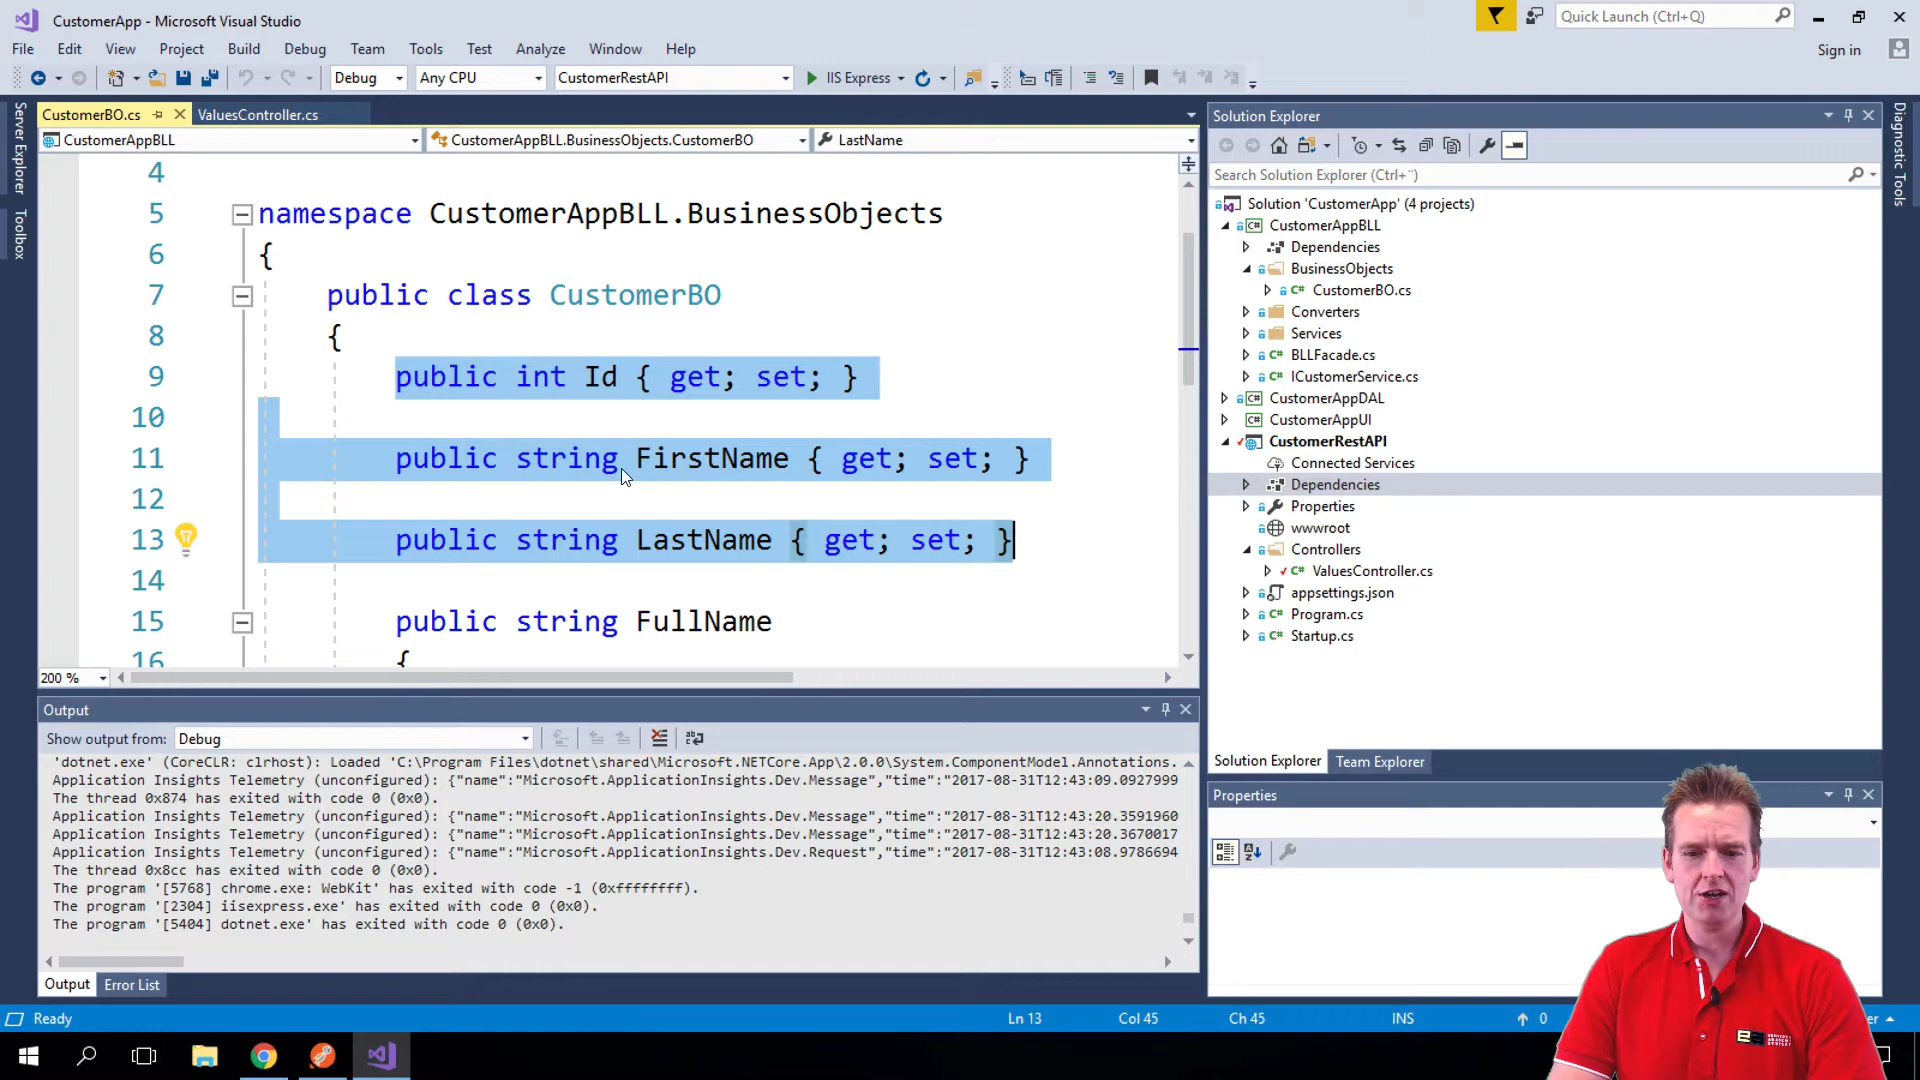 CustomerApp - Microsoft Visual Studio
Quick Launch (Ctrl+Q)
File Edit View Project Build Debug Team Tools Test Analyze Window Help
Sign in
Debug Any CPU CustomerRestAPI IIS Express
Server Explorer
Toolbox
CustomerBO.cs ValuesController.cs
CustomerAppBLL CustomerAppBLL.BusinessObjects.CustomerBO LastName
4
5 namespace CustomerAppBLL.BusinessObjects
6 {
7 public class CustomerBO
8 {
9 public int Id { get; set; }
10
11 public string FirstName { get; set; }
12
13 public string LastName { get; set; }
14
15 public string FullName
16 {
200 %
Output
Show output from: Debug
'dotnet.exe' (CoreCLR: clrhost): Loaded 'C:\Program Files\dotnet\shared\Microsoft.NETCore.App\2.0.0\System.ComponentModel.Annotations.
Application Insights Telemetry (unconfigured): {"name":"Microsoft.ApplicationInsights.Dev.Message","time":"2017-08-31T12:43:09.0927999
The thread 0x874 has exited with code 0 (0x0).
Application Insights Telemetry (unconfigured): {"name":"Microsoft.ApplicationInsights.Dev.Message","time":"2017-08-31T12:43:20.3591960
Application Insights Telemetry (unconfigured): {"name":"Microsoft.ApplicationInsights.Dev.Message","time":"2017-08-31T12:43:20.3670017
Application Insights Telemetry (unconfigured): {"name":"Microsoft.ApplicationInsights.Dev.Request","time":"2017-08-31T12:43:08.9786694
The thread 0x8cc has exited with code 0 (0x0).
The program '[5768] chrome.exe: WebKit' has exited with code -1 (0xffffffff).
The program '[2304] iisexpress.exe' has exited with code 0 (0x0).
The program '[5404] dotnet.exe' has exited with code 0 (0x0).
Output Error List
Solution Explorer
Search Solution Explorer (Ctrl+¨)
Solution 'CustomerApp' (4 projects)
C# CustomerAppBLL
Dependencies
BusinessObjects
C# CustomerBO.cs
Converters
Services
C# BLLFacade.cs
C# ICustomerService.cs
C# CustomerAppDAL
C# CustomerAppUI
CustomerRestAPI
Connected Services
Dependencies
Properties
wwwroot
Controllers
C# ValuesController.cs
appsettings.json
C# Program.cs
C# Startup.cs
Solution Explorer Team Explorer
Properties
Diagnostic Tools
Ready Ln 13 Col 45 Ch 45 INS 0